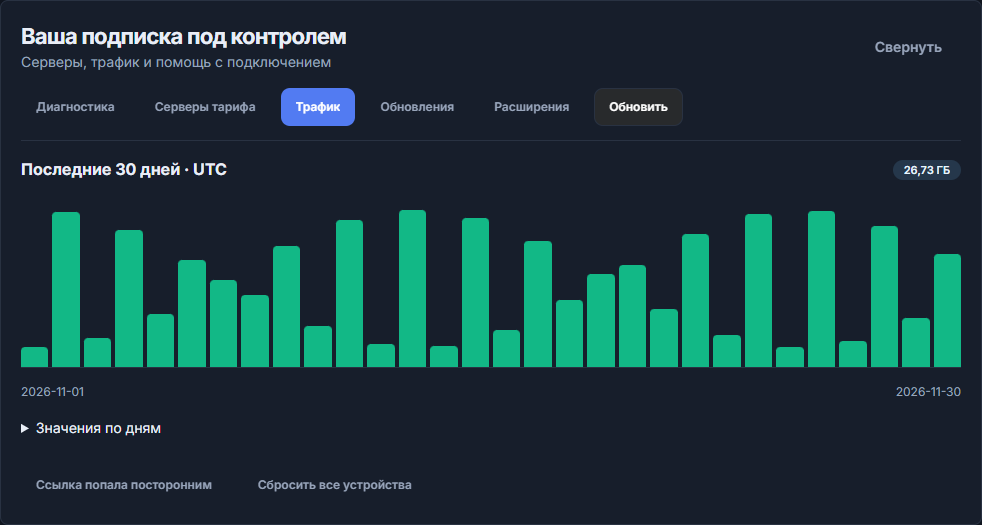 Ваша подписка под контролем
Серверы, трафик и помощь с подключением
Свернуть
Диагностика
Серверы тарифа
Трафик
Обновления
Расширения
Обновить
Последние 30 дней · UTC
26,73 ГБ
2026-11-01
2026-11-30
Значения по дням
Ссылка попала посторонним
Сбросить все устройства